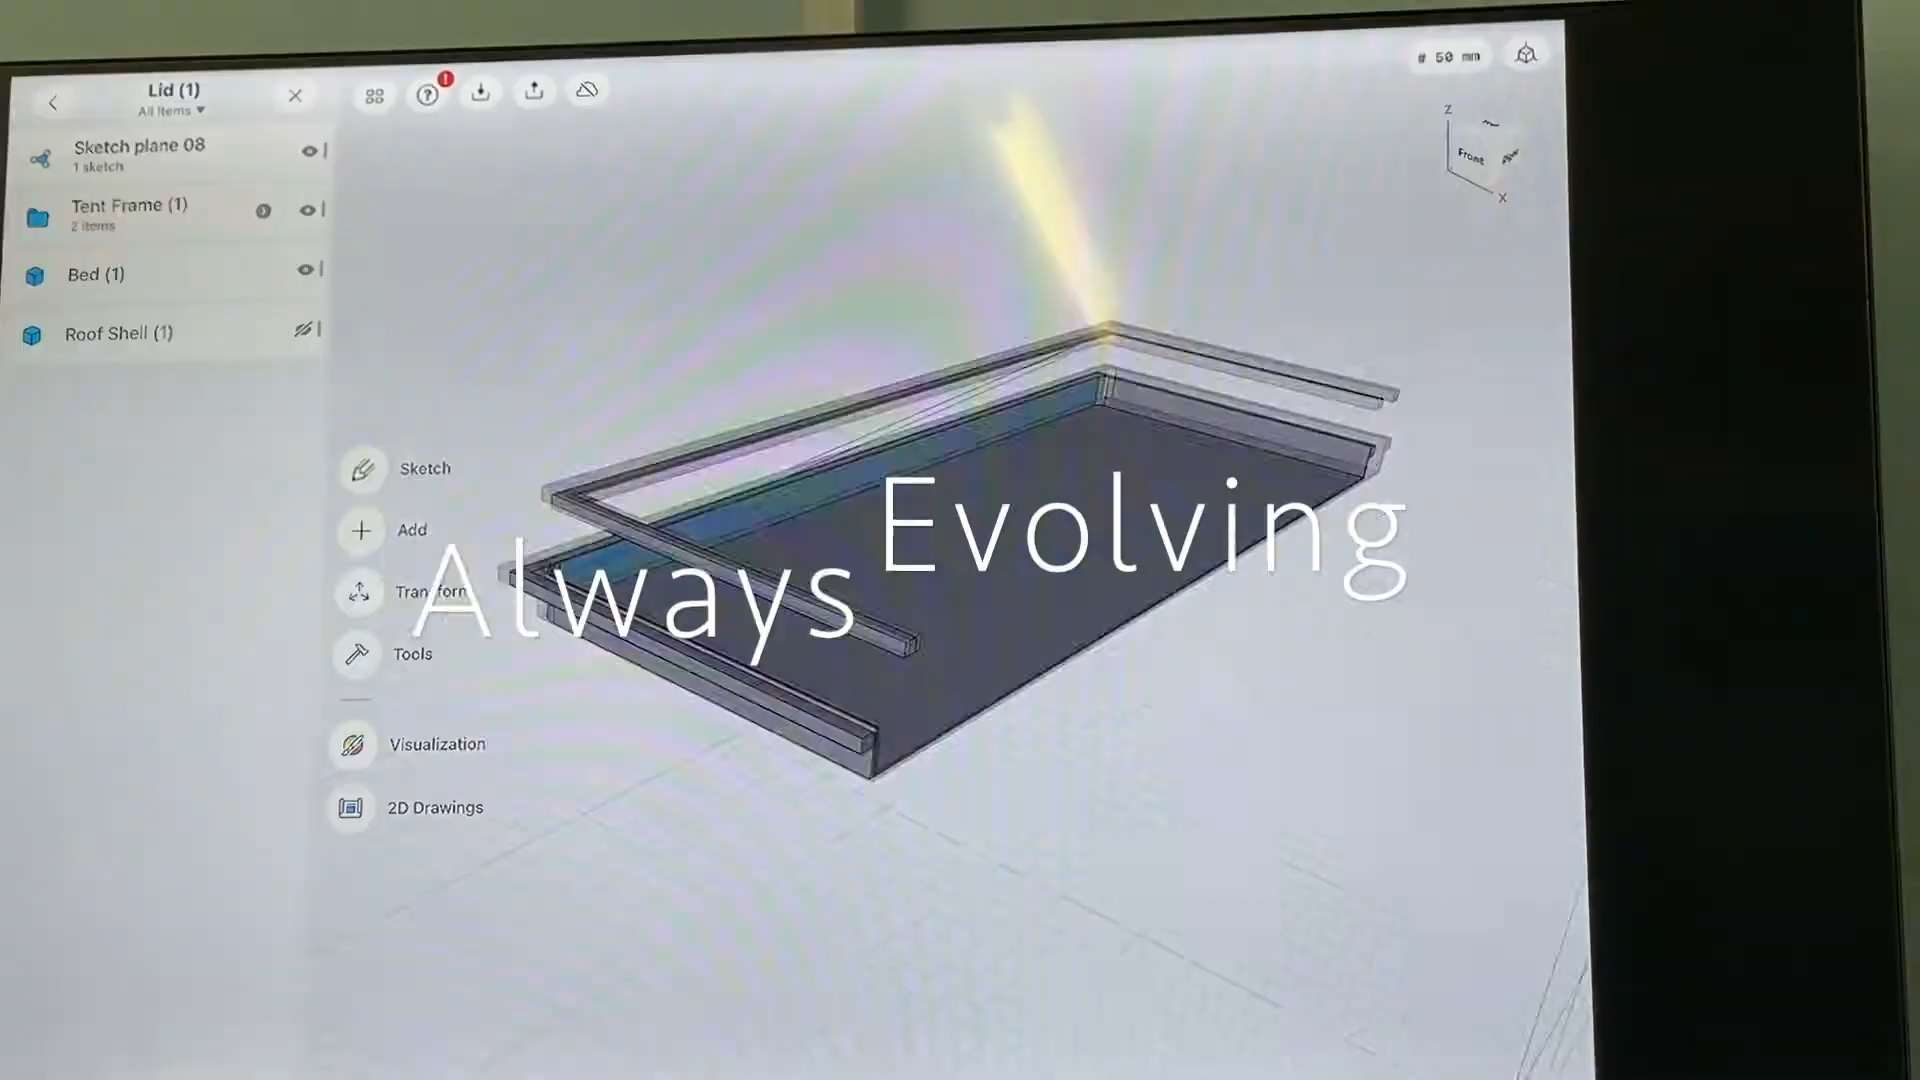 Lid (1)
All Items
Sketch plane 08
1 sketch
Tent Frame (1)
2 items
Bed (1)
Roof Shell (1)
# 50 mm
Z
Front
X
Sketch
Add
Transform
Tools
Visualization
2D Drawings
Always Evolving